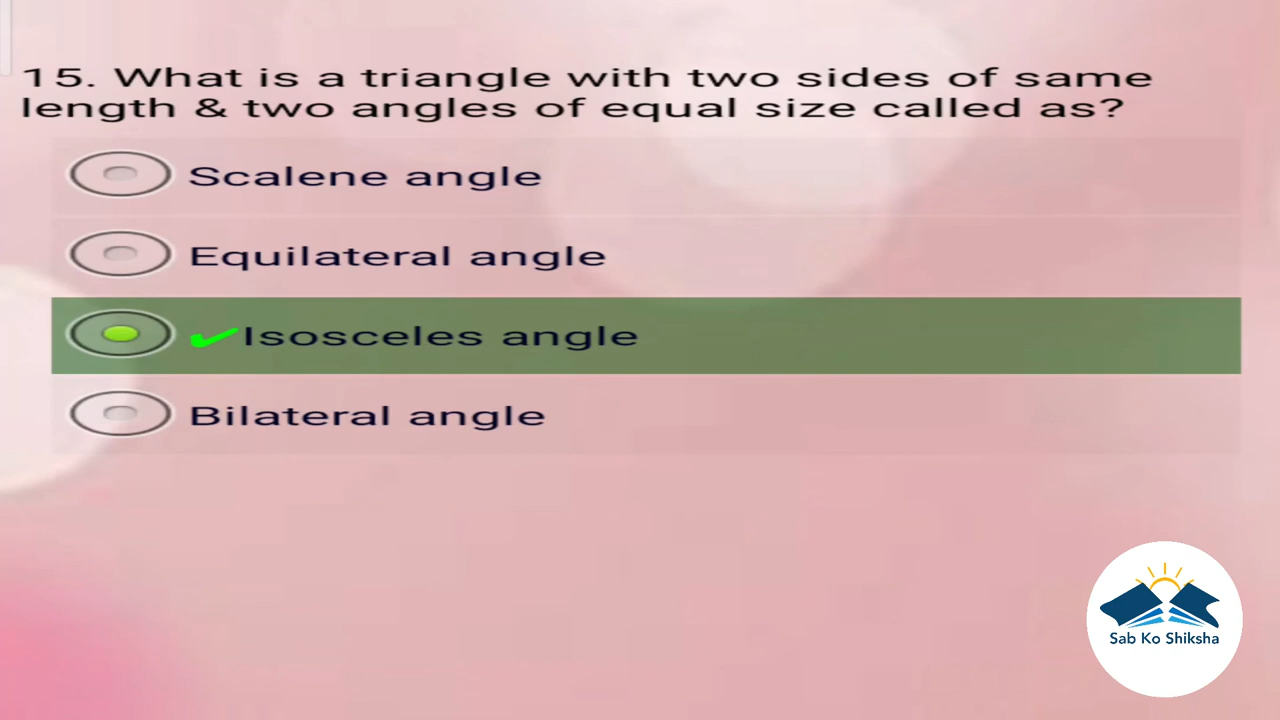 15. What is a triangle with two sides of same
length & two angles of equal size called as?
Scalene angle
Equilateral angle
✔Isosceles angle
Bilateral angle
Sab Ko Shiksha